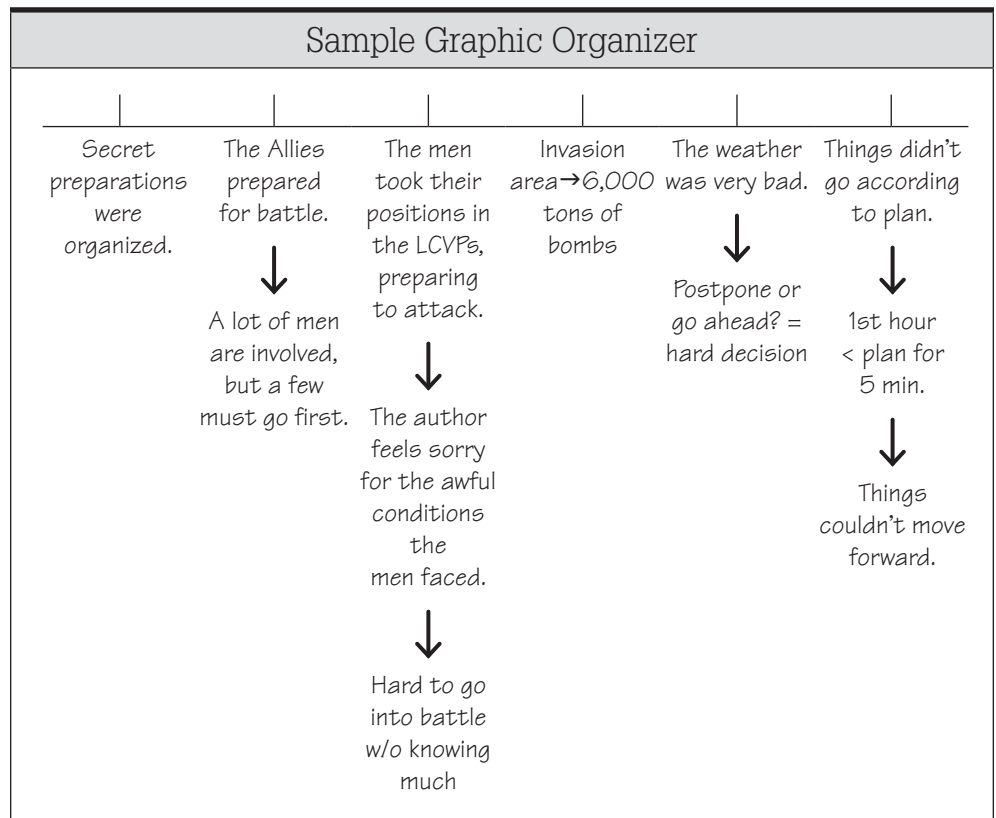 Sample Graphic Organizer
Secret
preparations
were
organized.
The Allies
prepared
for battle.
A lot of men
are involved,
but a few
must go first.
The men
took their
positions in
the LCVPs,
preparing
to attack.
The author
feels sorry
for the awful
conditions
the
men faced.
Hard to go
into battle
w/o knowing
much
Invasion
area→6,000
tons of
bombs
The weather
was very bad.
Postpone or
go ahead? =
hard decision
Things didn't
go according
to plan.
1st hour
< plan for
5 min.
Things
couldn't move
forward.